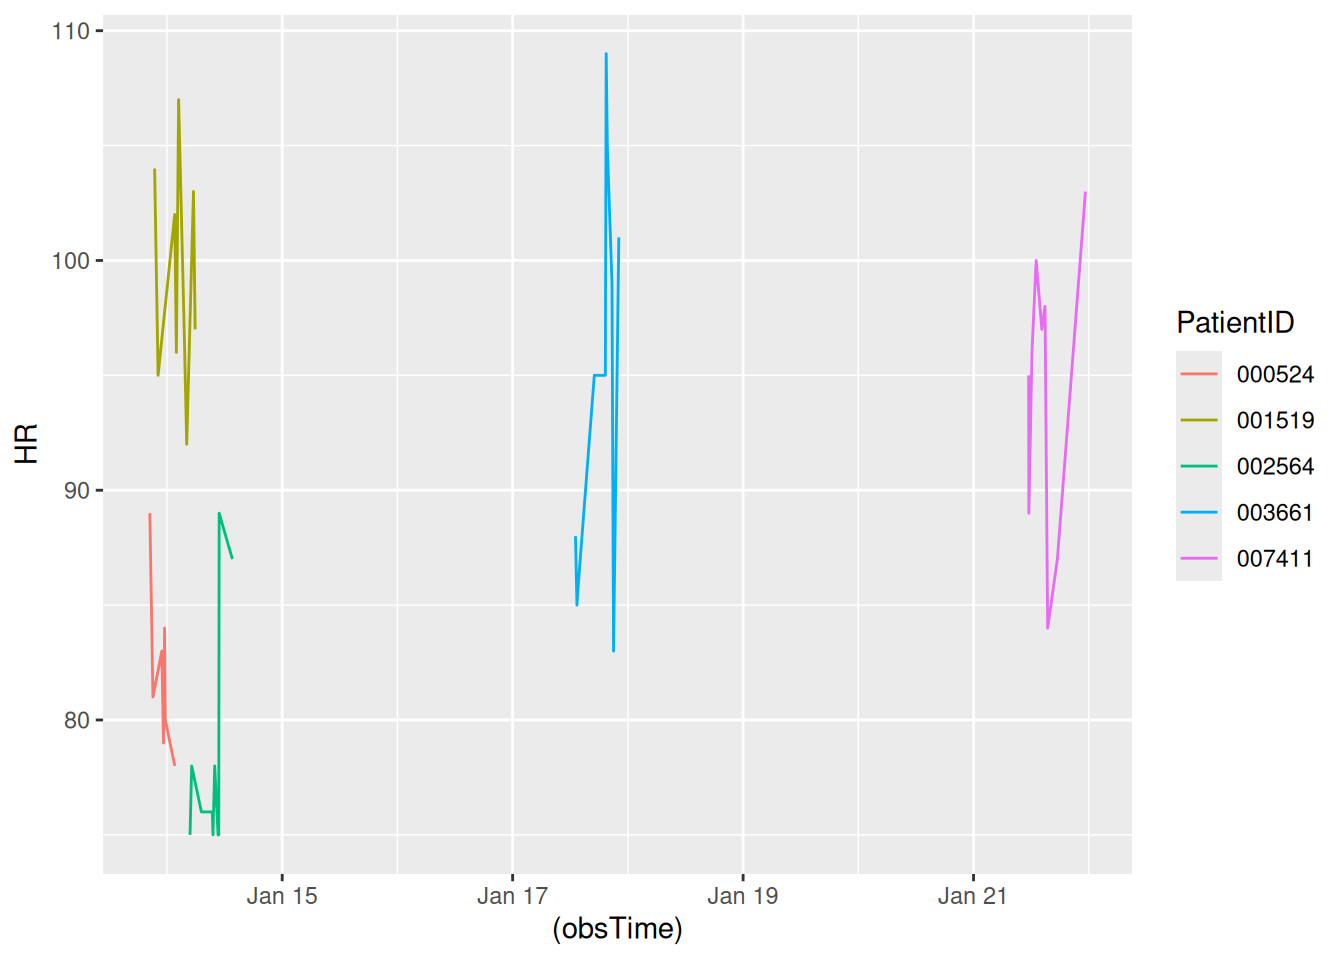 110
100
90
80
HR
Jan 15
Jan 17
Jan 19
Jan 21
(obsTime)
PatientID
000524
001519
002564
003661
007411